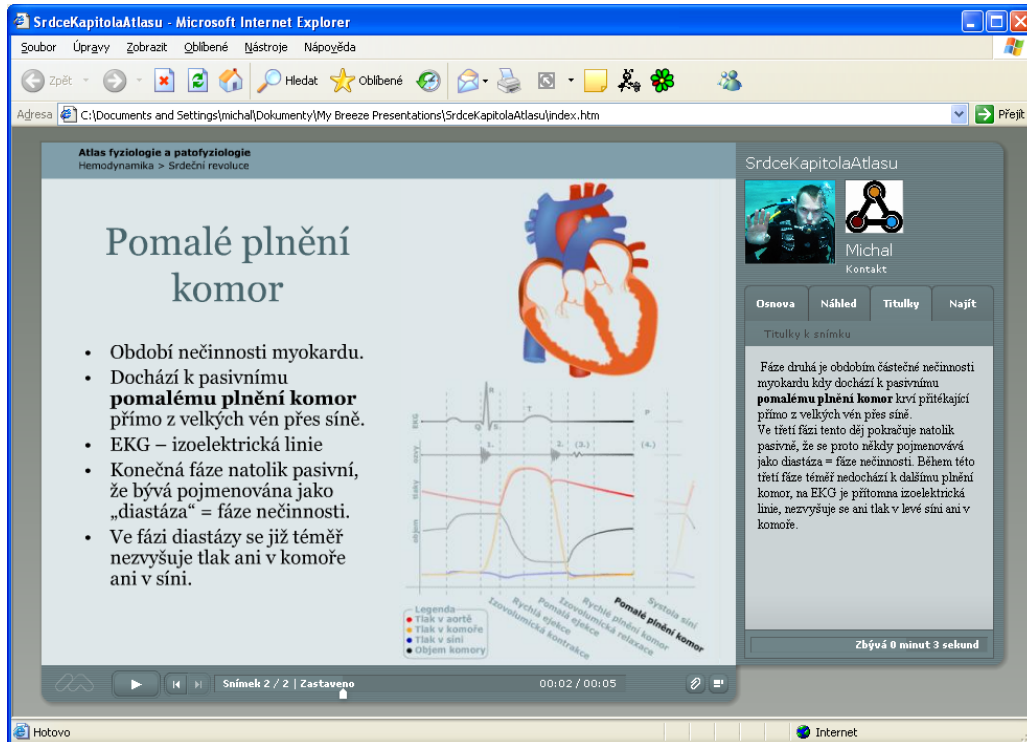 SrdceKapitolaAtlasu - Microsoft Internet Explorer
Soubor Úpravy Zobrazit Oblíbené Nástroje Nápověda
Zpět Hledat Oblíbené
Adresa C:\Documents and Settings\michal\Dokumenty\My Breeze Presentations\SrdceKapitolaAtlasu\index.htm Přejít
Atlas fyziologie a patofyziologie
Hemodynamika > Srdeční revoluce
Pomalé plnění
komor
• Období nečinnosti myokardu.
• Dochází k pasivnímu
pomalému plnění komor
přímo z velkých vén přes síně.
• EKG – izoelektrická linie
• Konečná fáze natolik pasivní,
že bývá pojmenována jako
„diastáza“ = fáze nečinnosti.
• Ve fázi diastázy se již téměř
nezvyšuje tlak ani v komoře
ani v síni.
EKG
R
Q
S
T
P
ozvy
1.
2.
(3.)
(4.)
tlaky
objem
Izovolumická kontrakce
Rychlá ejekce
Pomalá ejekce
Izovolumická relaxace
Rychlé plnění komor
Pomalé plnění komor
Systola síní
Legenda
Tlak v aortě
Tlak v komoře
Tlak v síni
Objem komory
Snímek 2 / 2 | Zastaveno 00:02 / 00:05
SrdceKapitolaAtlasu
Michal
Kontakt
Osnova Náhled Titulky Najít
Titulky k snímku
Fáze druhá je obdobím částečné nečinnosti
myokardu kdy dochází k pasivnímu
pomalému plnění komor krví přitékající
přímo z velkých vén přes síně.
Ve třetí fázi tento děj pokračuje natolik
pasivně, že se proto někdy pojmenovává
jako diastáza = fáze nečinnosti. Během této
třetí fáze téměř nedochází k dalšímu plnění
komor, na EKG je přítomna izoelektrická
linie, nezvyšuje se ani tlak v levé síni ani v
komoře.
Zbývá 0 minut 3 sekund
Hotovo Internet